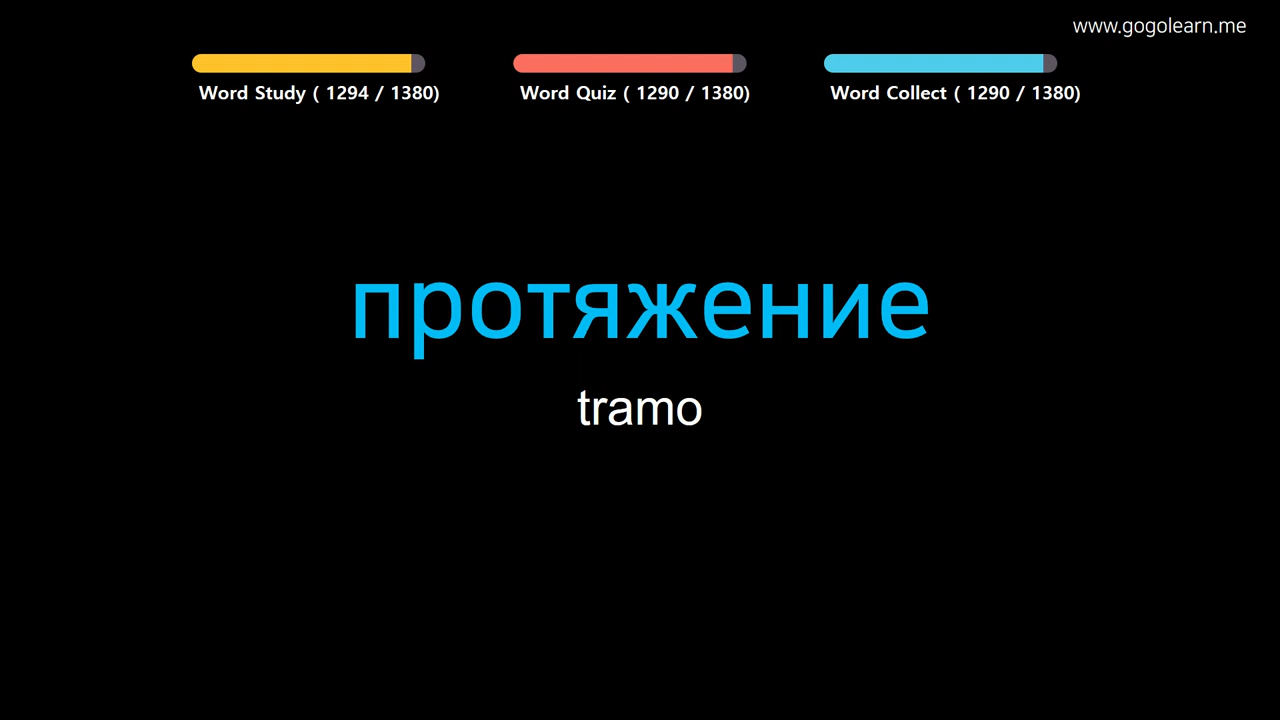 www.gogolearn.me
Word Study ( 1294 / 1380)
Word Quiz ( 1290 / 1380)
Word Collect ( 1290 / 1380)
протяжение
tramo